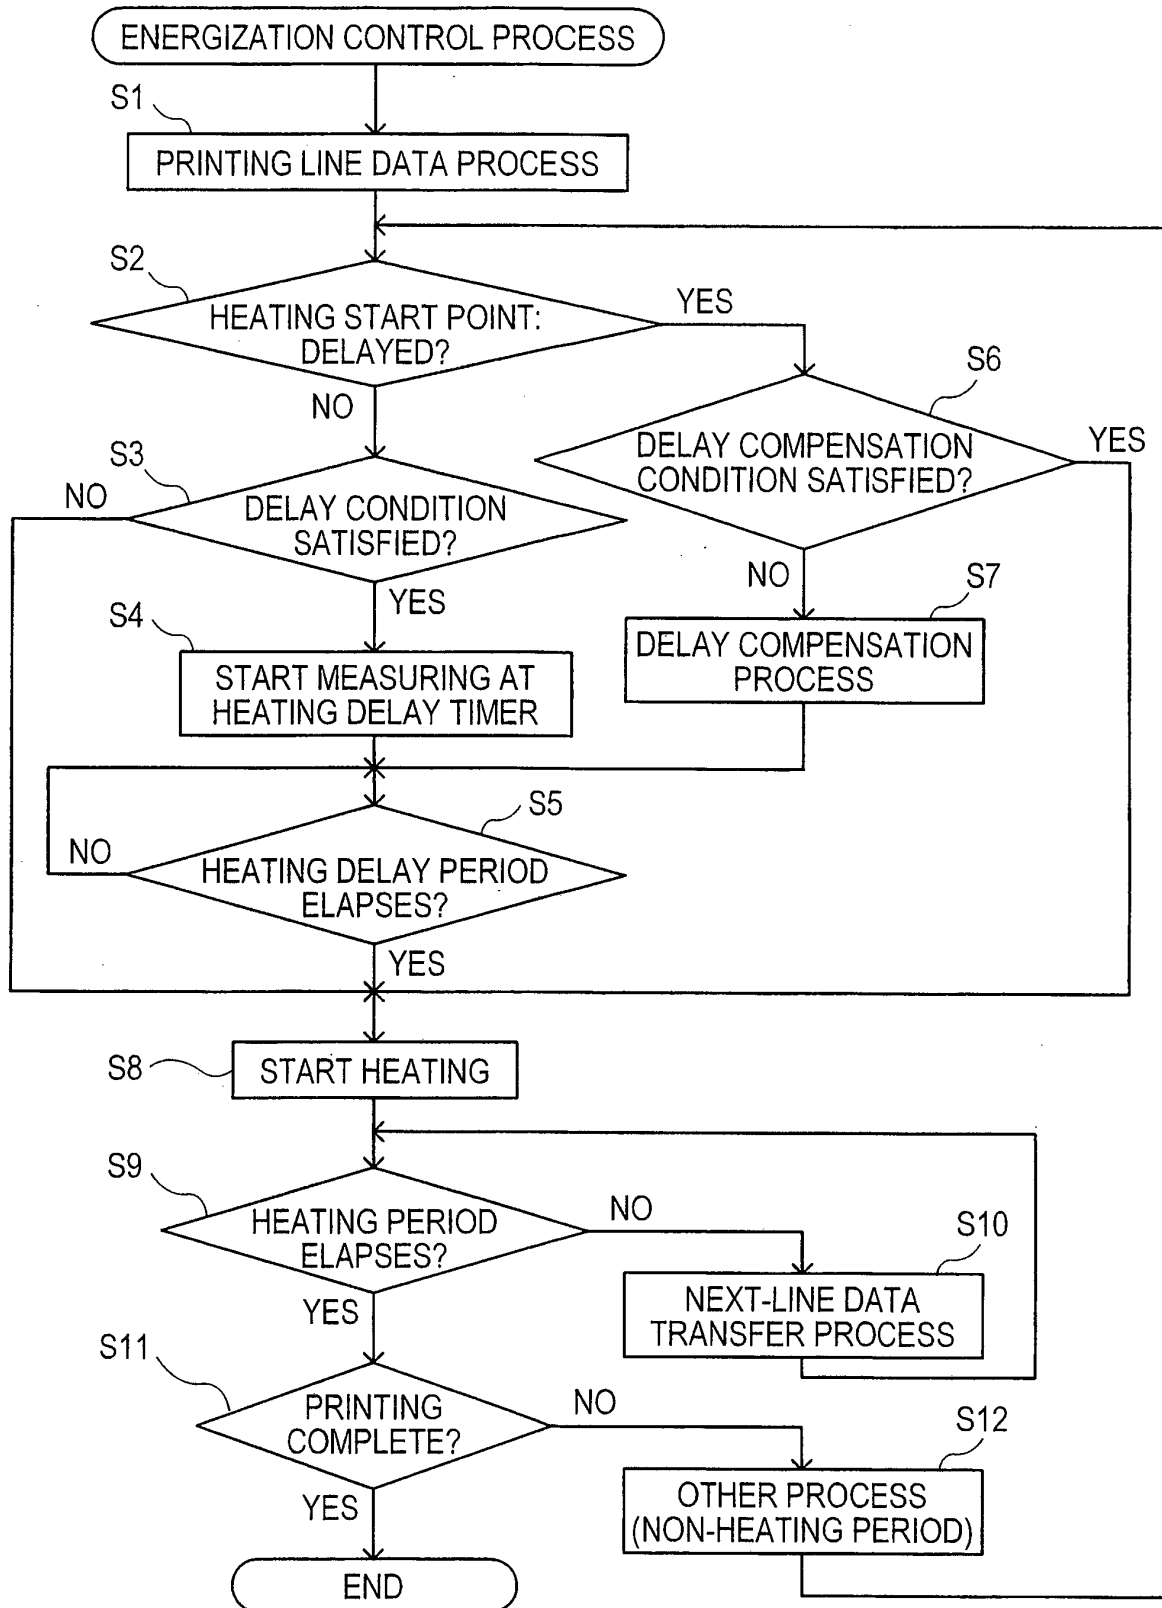 ENERGIZATION CONTROL PROCESS
S1
PRINTING LINE DATA PROCESS
S2
HEATING START POINT:
DELAYED?
YES
NO
S6
DELAY COMPENSATION
CONDITION SATISFIED?
YES
NO
S3
NO
DELAY CONDITION
SATISFIED?
YES
S7
DELAY COMPENSATION
PROCESS
S4
START MEASURING AT
HEATING DELAY TIMER
S5
NO
HEATING DELAY PERIOD
ELAPSES?
YES
S8
START HEATING
S9
HEATING PERIOD
ELAPSES?
NO
YES
S10
NEXT-LINE DATA
TRANSFER PROCESS
S11
PRINTING
COMPLETE?
NO
YES
S12
OTHER PROCESS
(NON-HEATING PERIOD)
END